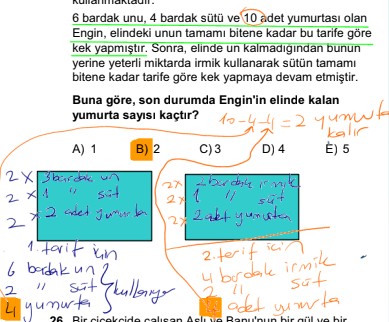 kullanmaktadır.
6 bardak unu, 4 bardak sütü ve 10 adet yumurtası olan
Engin, elindeki unun tamamı bitene kadar bu tarife göre
kek yapmıştır. Sonra, elinde un kalmadığından bunun
yerine yeterli miktarda irmik kullanarak sütün tamamı
bitene kadar tarife göre kek yapmaya devam etmiştir.
Buna göre, son durumda Engin'in elinde kalan
yumurta sayısı kaçtır?
10-4-4=2 yumurta
kalır
A) 1 B) 2 C) 3 D) 4 E) 5
2 x 3 bardak un
2 x 1 " süt
2 x 2 adet yumurta
2x 2 bardak irmik
2x 1 " süt
2x 2 adet yumurta
1. tarif için
6 bardak un
2 " süt
4 yumurta
kullanıyor
2. tarif için
4 bardak irmik
2 " süt
adet yumurta
26. Bir çiçekçide çalışan Aslı ve Banu'nun bir gül ve bir